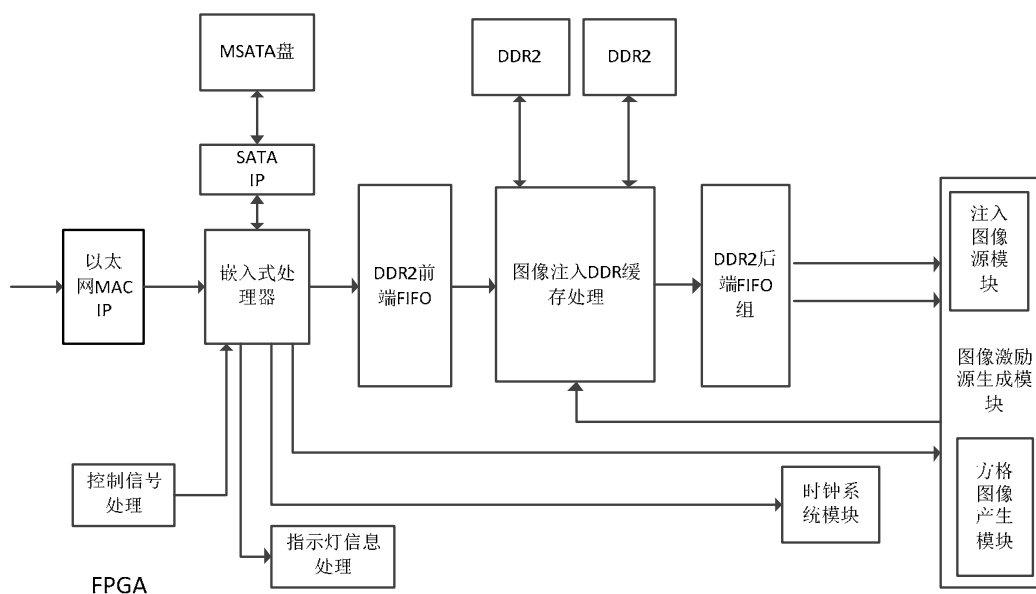 MSATA盘
DDR2
DDR2
SATA
IP
以太
网MAC
IP
嵌入式处
理器
DDR2前
端FIFO
图像注入DDR缓
存处理
DDR2后
端FIFO
组
注入
图像
源模
块
图像激励
源生成模
块
方格
图像
产生
模块
控制信号
处理
时钟系
统模块
指示灯信息
处理
FPGA